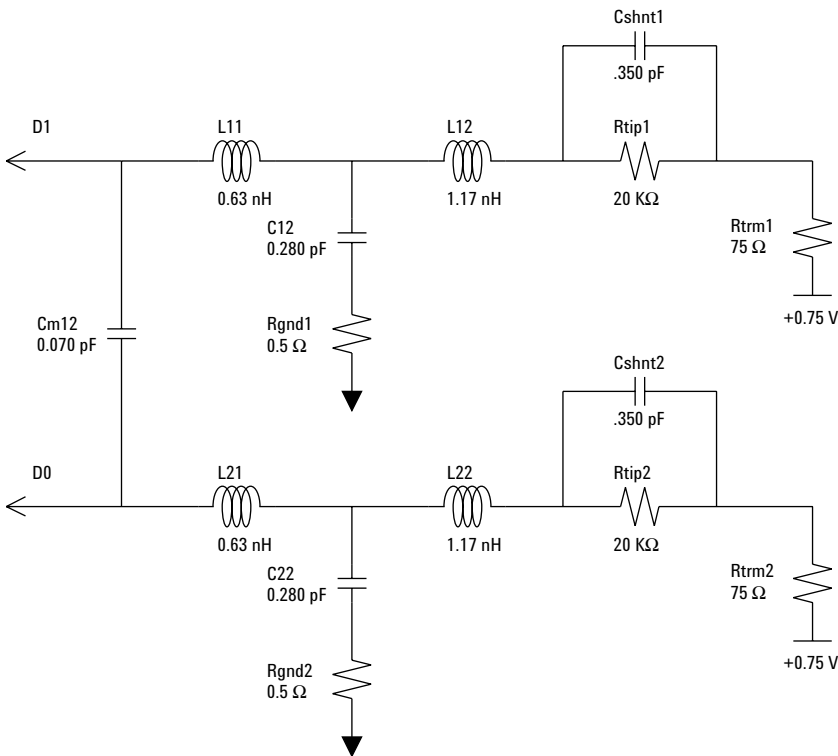 Cshnt1
.350 pF
D1
L11
L12
Rtip1
0.63 nH
1.17 nH
20 KΩ
C12
0.280 pF
Rtrm1
75 Ω
Rgnd1
0.5 Ω
+0.75 V
Cm12
0.070 pF
Cshnt2
.350 pF
D0
L21
L22
Rtip2
0.63 nH
1.17 nH
20 KΩ
C22
0.280 pF
Rtrm2
75 Ω
Rgnd2
0.5 Ω
+0.75 V